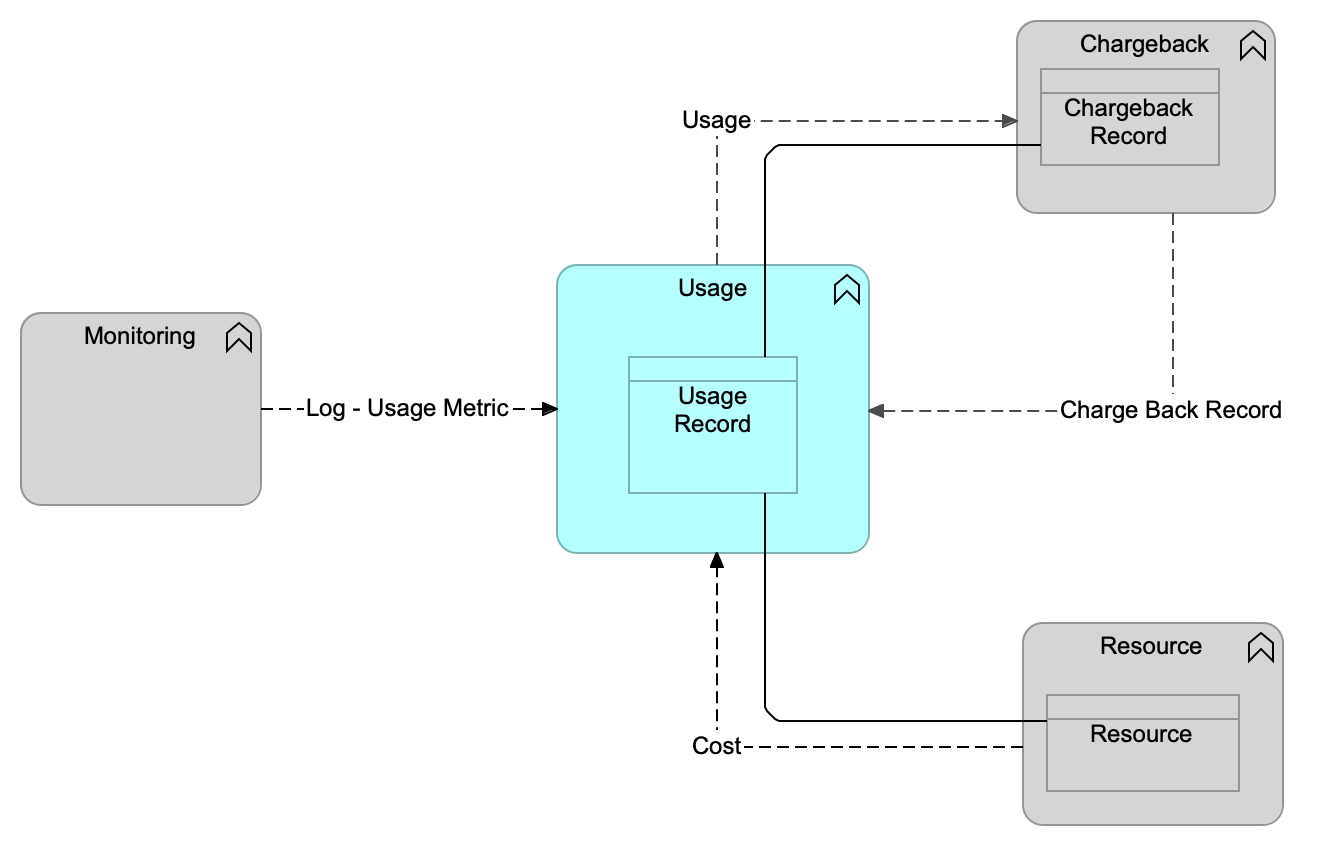 Chargeback
Chargeback
Record
Usage
Usage
Usage
Record
Monitoring
Log - Usage Metric
Charge Back Record
Resource
Resource
Cost